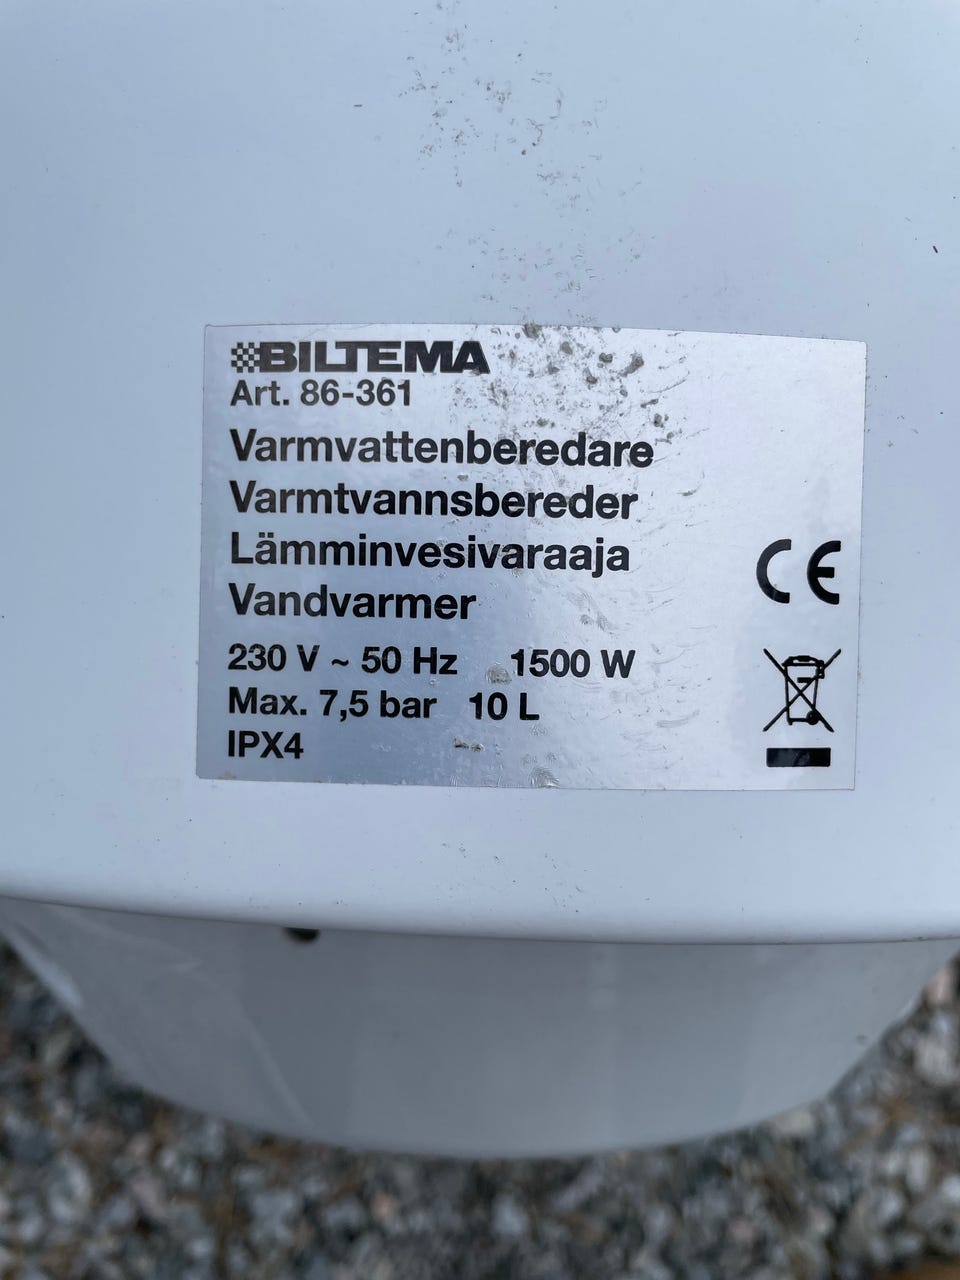 BILTEMA
Art. 86-361
Varmvattenberedare
Varmtvannsbereder
Lämminvesivaraaja
Vandvarmer
230 V ~ 50 Hz 1500 W
Max. 7,5 bar 10 L
IPX4
CE